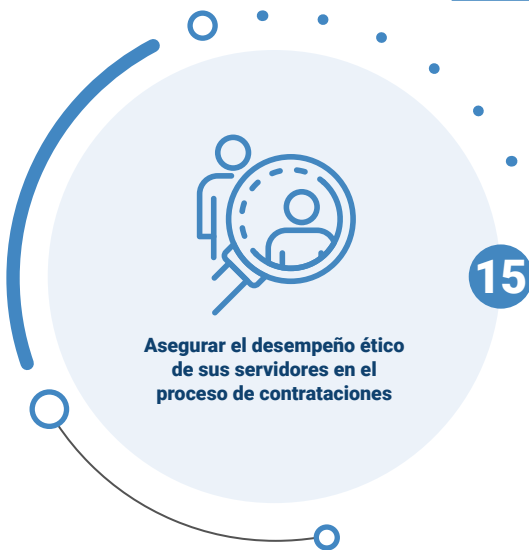 15
Asegurar el desempeño ético
de sus servidores en el
proceso de contrataciones